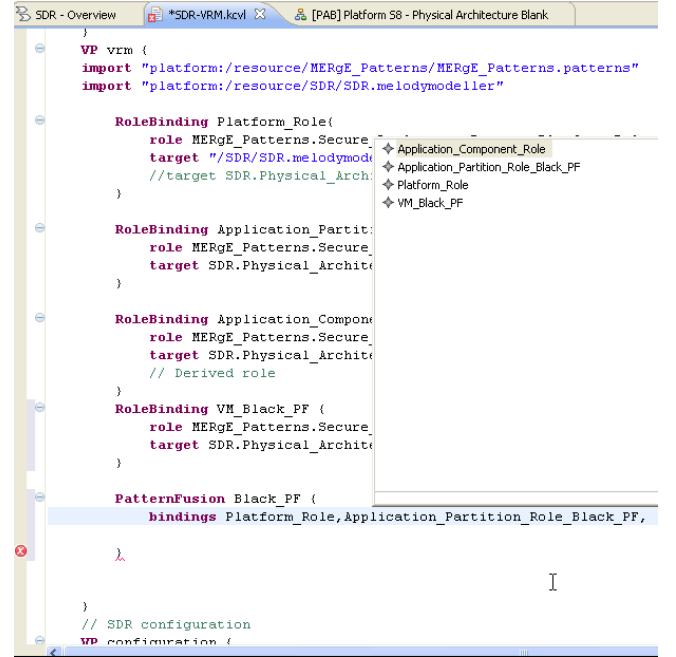 SDR - Overview *SDR-VRM.kcvl [PAB] Platform S8 - Physical Architecture Blank
}
VP vrm {
import "platform:/resource/MERgE_Patterns/MERgE_Patterns.patterns"
import "platform:/resource/SDR/SDR.melodymodeller"
RoleBinding Platform_Role{
role MERgE_Patterns.Secure_
target "/SDR/SDR.melodymode
//target SDR.Physical_Archi
}
Application_Component_Role
Application_Partition_Role_Black_PF
Platform_Role
VM_Black_PF
RoleBinding Application_Partiti
role MERgE_Patterns.Secure_
target SDR.Physical_Archite
}
RoleBinding Application_Compone
role MERgE_Patterns.Secure_
target SDR.Physical_Archite
// Derived role
}
RoleBinding VM_Black_PF {
role MERgE_Patterns.Secure_
target SDR.Physical_Archite
}
PatternFusion Black_PF {
bindings Platform_Role,Application_Partition_Role_Black_PF,
}
}
// SDR configuration
VP configuration {